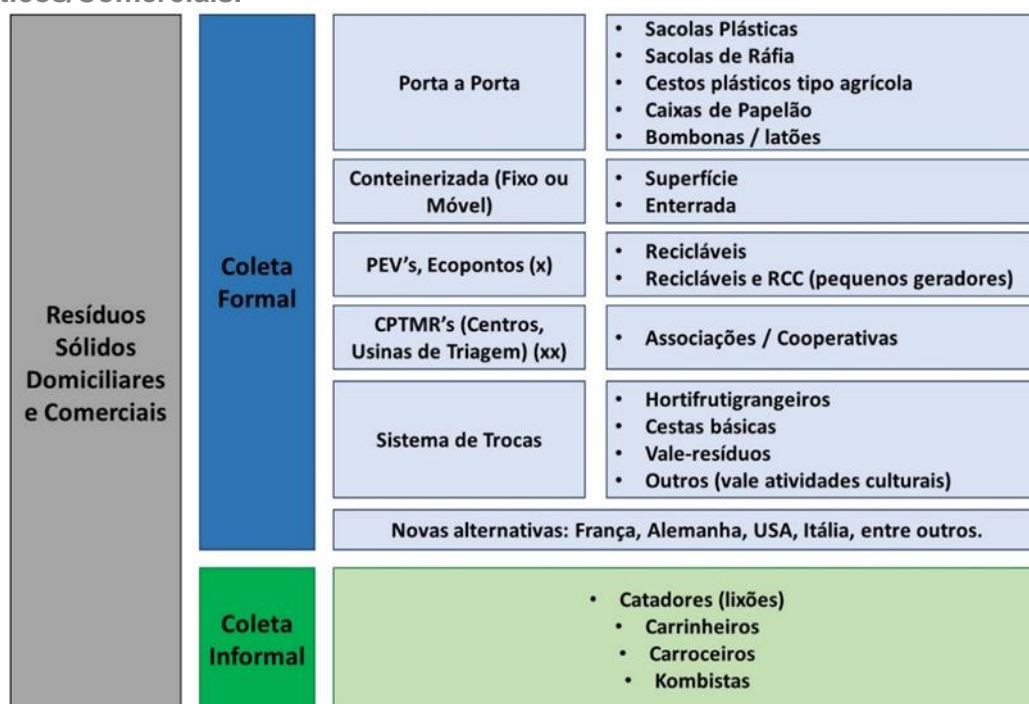 Resíduos
Sólidos
Domiciliares
e Comerciais
Coleta
Formal
Porta a Porta
• Sacolas Plásticas
• Sacolas de Ráfia
• Cestos plásticos tipo agrícola
• Caixas de Papelão
• Bombonas / latões
Conteinerizada (Fixo ou
Móvel)
• Superfície
• Enterrada
PEV’s, Ecopontos (x)
• Recicláveis
• Recicláveis e RCC (pequenos geradores)
CPTMR’s (Centros,
Usinas de Triagem) (xx)
• Associações / Cooperativas
Sistema de Trocas
• Hortifrutigrangeiros
• Cestas básicas
• Vale-resíduos
• Outros (vale atividades culturais)
Novas alternativas: França, Alemanha, USA, Itália, entre outros.
Coleta
Informal
• Catadores (lixões)
• Carrinheiros
• Carroceiros
• Kombistas